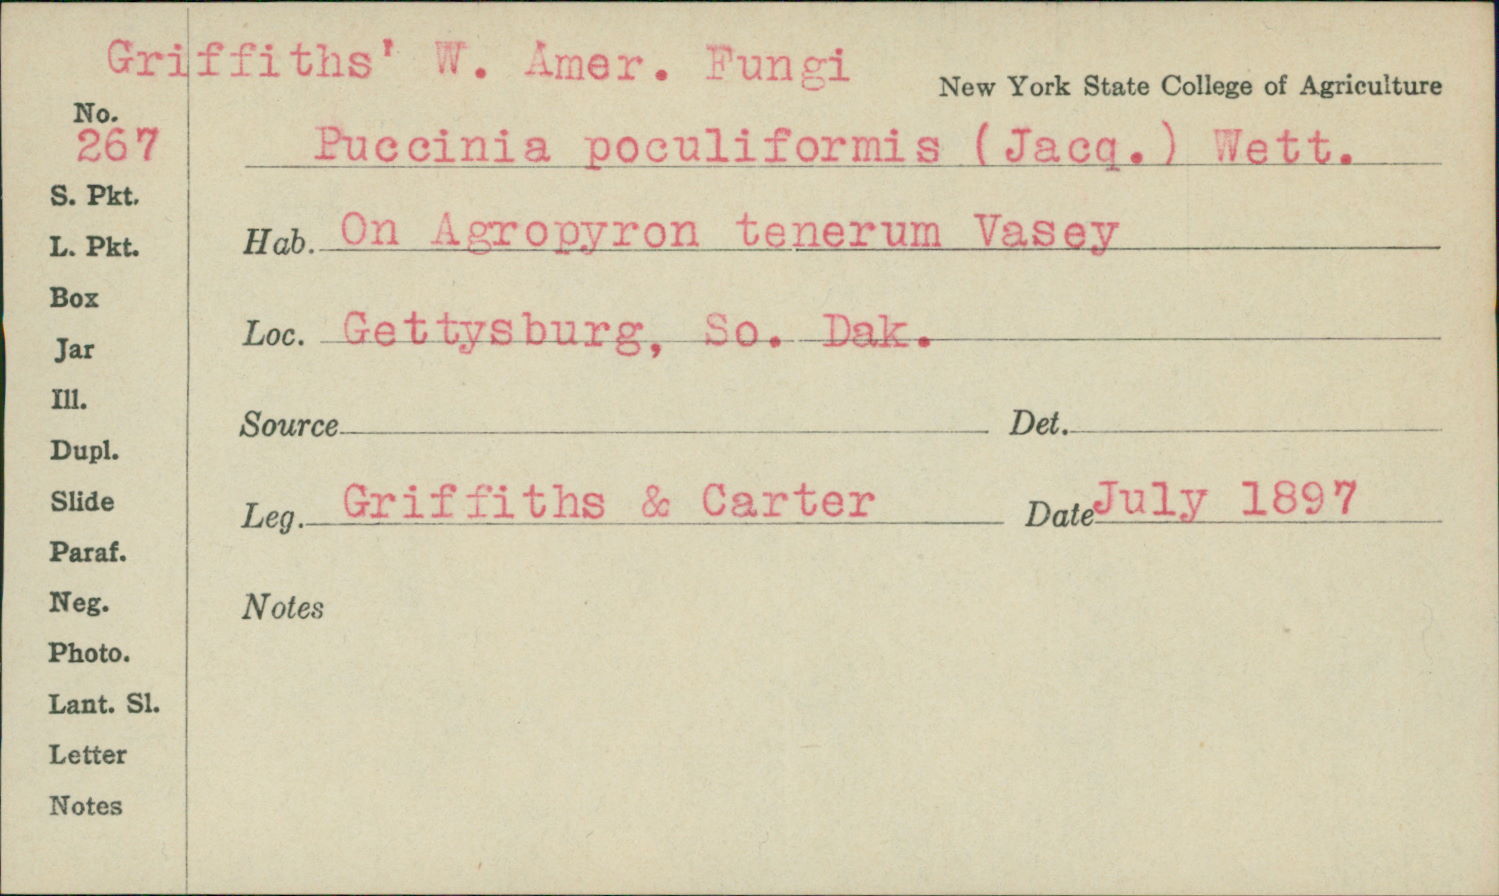 Griffiths' W. Amer. Fungi
New York State College of Agriculture
No.
267
Puccinia poculiformis (Jacq.) Wett.
S. Pkt.
Hab. On Agropyron tenerum Vasey
L. Pkt.
Box
Loc. Gettysburg, So. Dak.
Jar
Ill.
Source Det.
Dupl.
Slide
Leg. Griffiths & Carter Date July 1897
Paraf.
Neg.
Notes
Photo.
Lant. Sl.
Letter
Notes